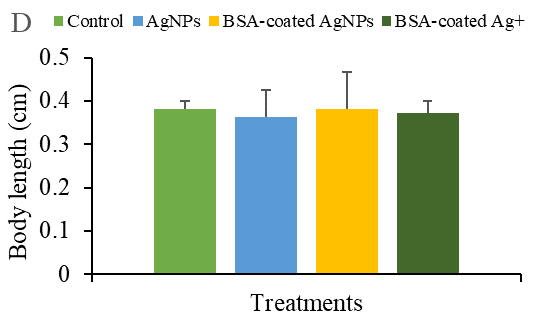 D
Control AgNPs BSA-coated AgNPs BSA-coated Ag+
0.5
0.4
0.3
0.2
0.1
0
Body length (cm)
Treatments